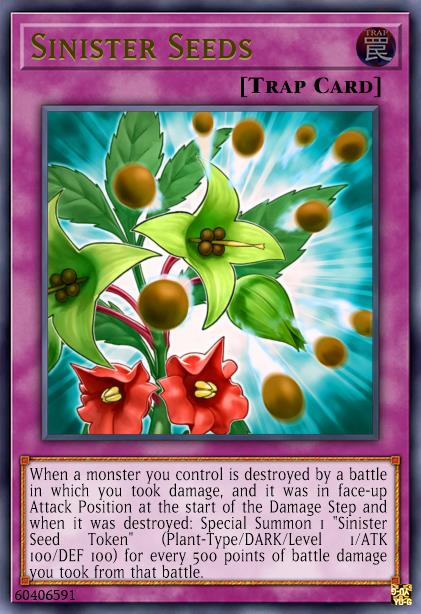 Sinister Seeds
TRAP
罠
[Trap Card]
When a monster you control is destroyed by a battle
in which you took damage, and it was in face-up
Attack Position at the start of the Damage Step and
when it was destroyed: Special Summon 1 "Sinister
Seed Token" (Plant-Type/DARK/Level 1/ATK
100/DEF 100) for every 500 points of battle damage
you took from that battle.
60406591